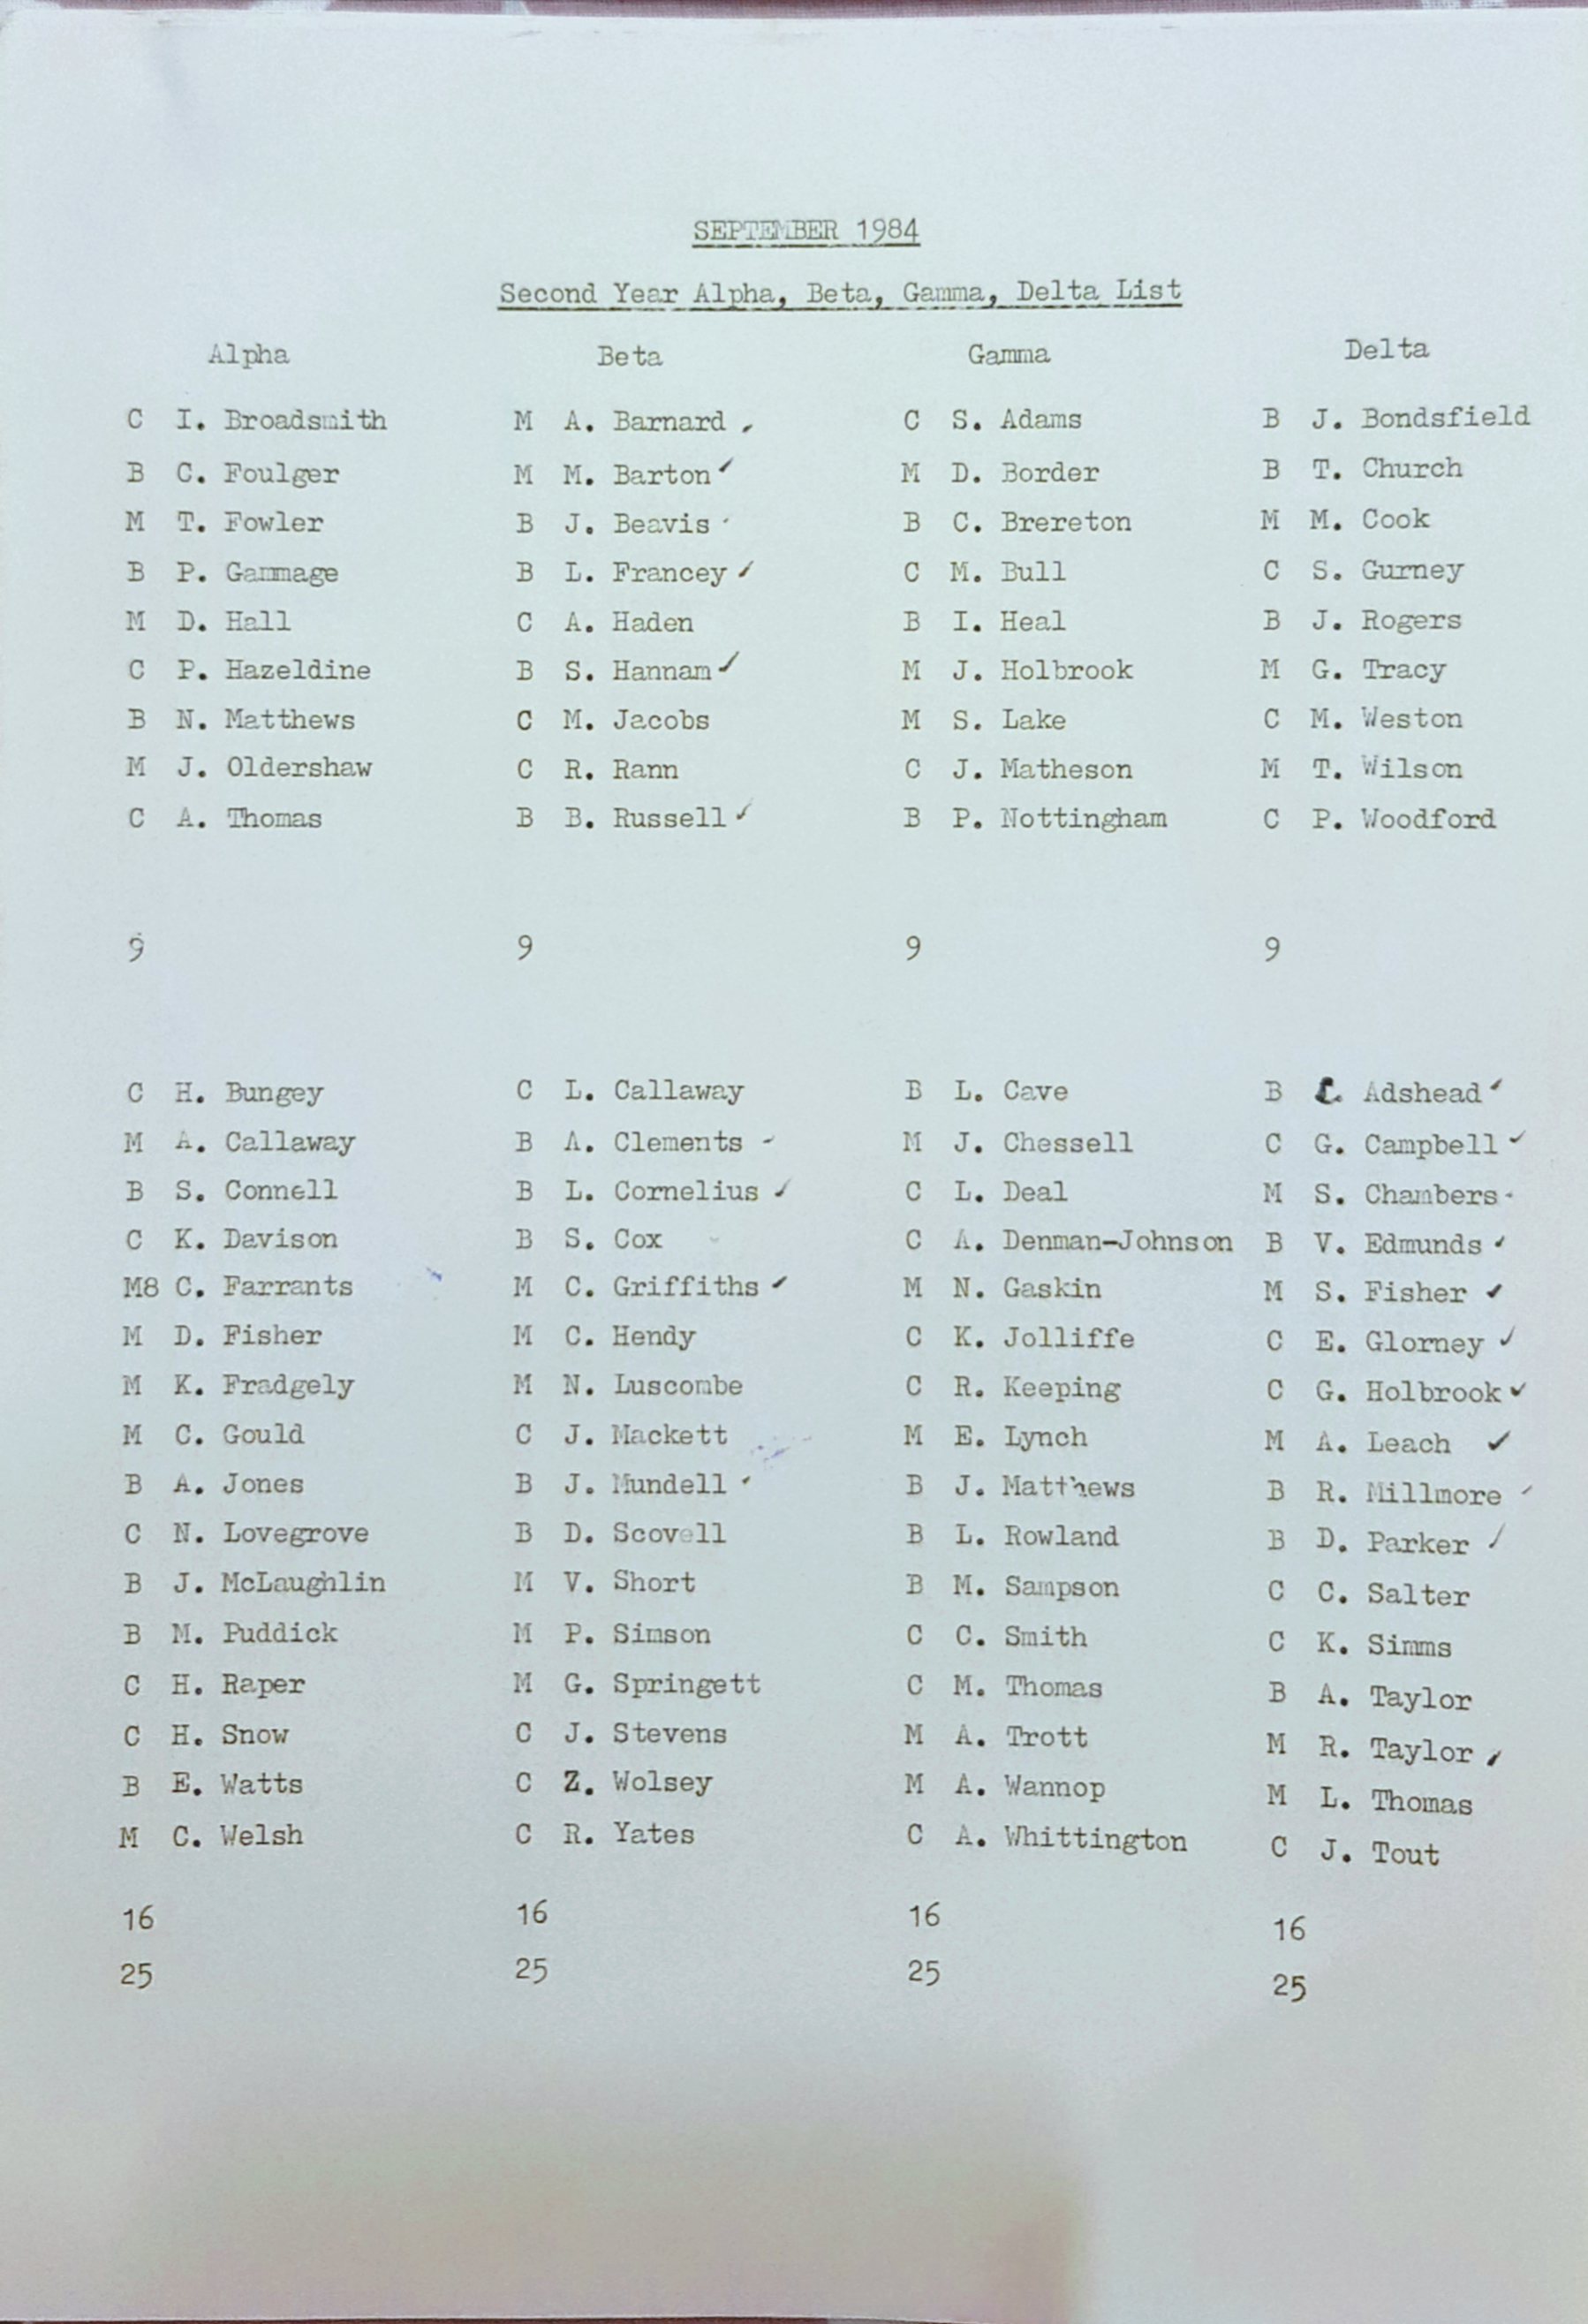 SEPTEMBER 1984
Second Year Alpha, Beta, Gamma, Delta List
Alpha Beta Gamma Delta
C I. Broadsmith M A. Barnard C S. Adams B J. Bondsfield
B C. Foulger M M. Barton ✓ M D. Border B T. Church
M T. Fowler B J. Beavis B C. Brereton M M. Cook
B P. Gammage B L. Francey ✓ C M. Bull C S. Gurney
M D. Hall C A. Haden B I. Heal B J. Rogers
C P. Hazeldine B S. Hannam ✓ M J. Holbrook M G. Tracy
B N. Matthews C M. Jacobs M S. Lake C M. Weston
M J. Oldershaw C R. Rann C J. Matheson M T. Wilson
C A. Thomas B B. Russell ✓ B P. Nottingham C P. Woodford
9 9 9 9
C H. Bungey C L. Callaway B L. Cave B C. Adshead ✓
M A. Callaway B A. Clements M J. Chessell C G. Campbell ✓
B S. Connell B L. Cornelius ✓ C L. Deal M S. Chambers
C K. Davison B S. Cox C A. Denman-Johnson B V. Edmunds ✓
M8 C. Farrants M C. Griffiths ✓ M N. Gaskin M S. Fisher ✓
M D. Fisher M C. Hendy C K. Jolliffe C E. Glorney ✓
M K. Fradgely M N. Luscombe C R. Keeping C G. Holbrook ✓
M C. Gould C J. Mackett M E. Lynch M A. Leach ✓
B A. Jones B J. Mundell B J. Matthews B R. Millmore
C N. Lovegrove B D. Scovell B L. Rowland B D. Parker ✓
B J. McLaughlin M V. Short B M. Sampson C C. Salter
B M. Puddick M P. Simson C C. Smith C K. Simms
C H. Raper M G. Springett C M. Thomas B A. Taylor
C H. Snow C J. Stevens M A. Trott M R. Taylor ✓
B E. Watts C Z. Wolsey M A. Wannop M L. Thomas
M C. Welsh C R. Yates C A. Whittington C J. Tout
16 16 16 16
25 25 25 25